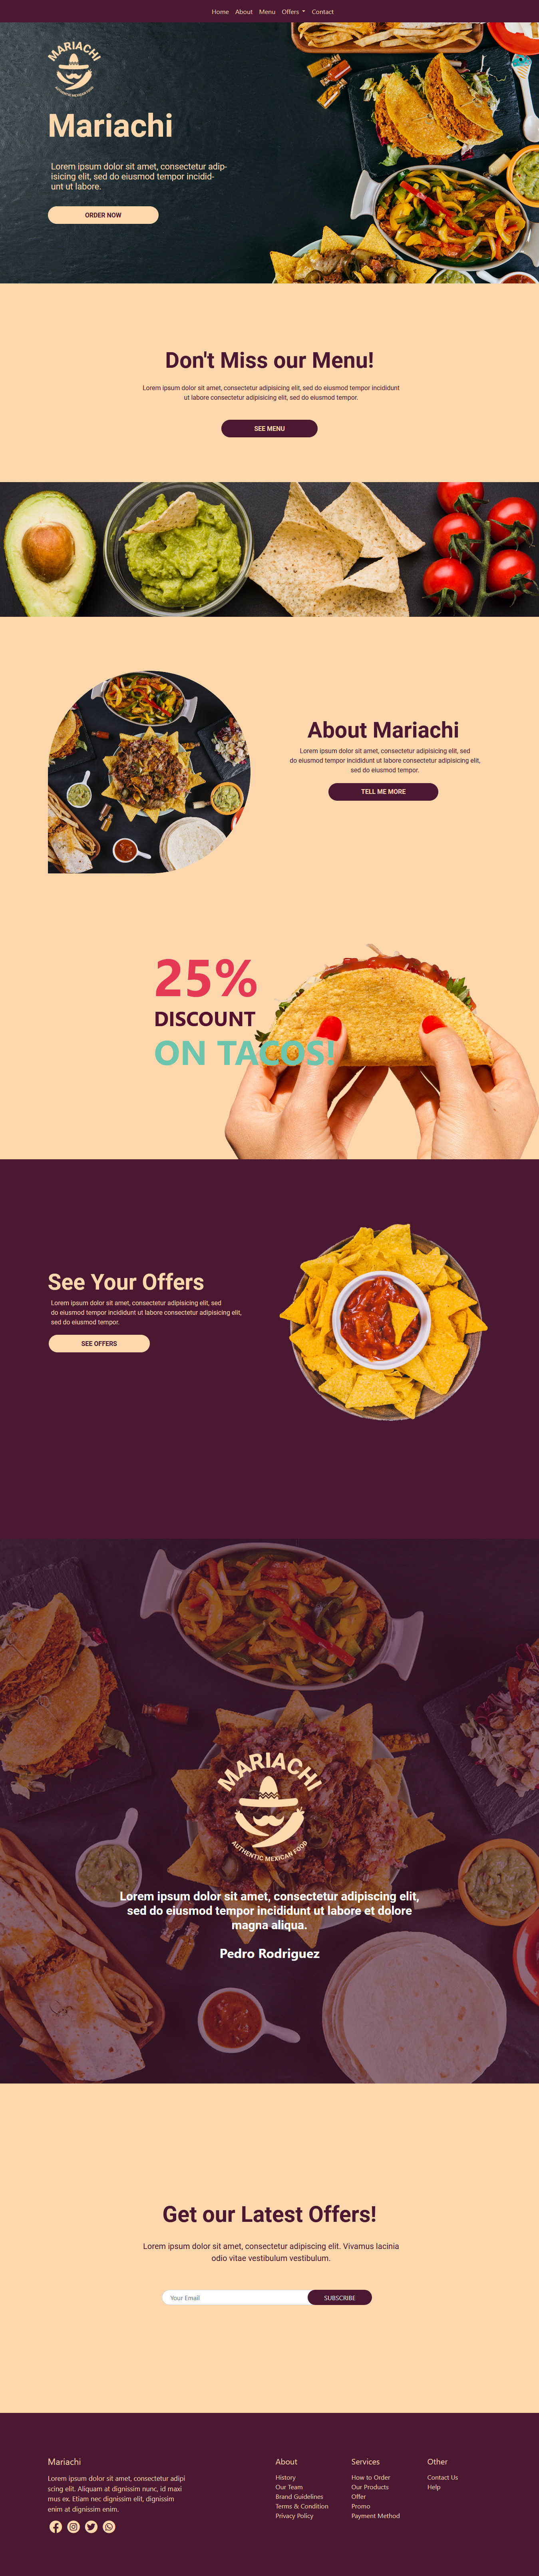 Home About Menu Offers Contact
MARIACHI
AUTHENTIC MEXICAN FOOD
Mariachi
Lorem ipsum dolor sit amet, consectetur adip-
isicing elit, sed do eiusmod tempor incidid-
unt ut labore.
ORDER NOW
Don't Miss our Menu!
Lorem ipsum dolor sit amet, consectetur adipisicing elit, sed do eiusmod tempor incididunt
ut labore consectetur adipisicing elit, sed do eiusmod tempor.
SEE MENU
About Mariachi
Lorem ipsum dolor sit amet, consectetur adipisicing elit, sed
do eiusmod tempor incididunt ut labore consectetur adipisicing elit,
sed do eiusmod tempor.
TELL ME MORE
25%
DISCOUNT
ON TACOS!
See Your Offers
Lorem ipsum dolor sit amet, consectetur adipisicing elit, sed
do eiusmod tempor incididunt ut labore consectetur adipisicing elit,
sed do eiusmod tempor.
SEE OFFERS
MARIACHI
AUTHENTIC MEXICAN FOOD
Lorem ipsum dolor sit amet, consectetur adipiscing elit,
sed do eiusmod tempor incididunt ut labore et dolore
magna aliqua.
Pedro Rodriguez
Get our Latest Offers!
Lorem ipsum dolor sit amet, consectetur adipiscing elit. Vivamus lacinia
odio vitae vestibulum vestibulum.
Your Email
SUBSCRIBE
Mariachi
Lorem ipsum dolor sit amet, consectetur adipi
scing elit. Aliquam at dignissim nunc, id maxi
mus ex. Etiam nec dignissim elit, dignissim
enim at dignissim enim.
About
History
Our Team
Brand Guidelines
Terms & Condition
Privacy Policy
Services
How to Order
Our Products
Offer
Promo
Payment Method
Other
Contact Us
Help